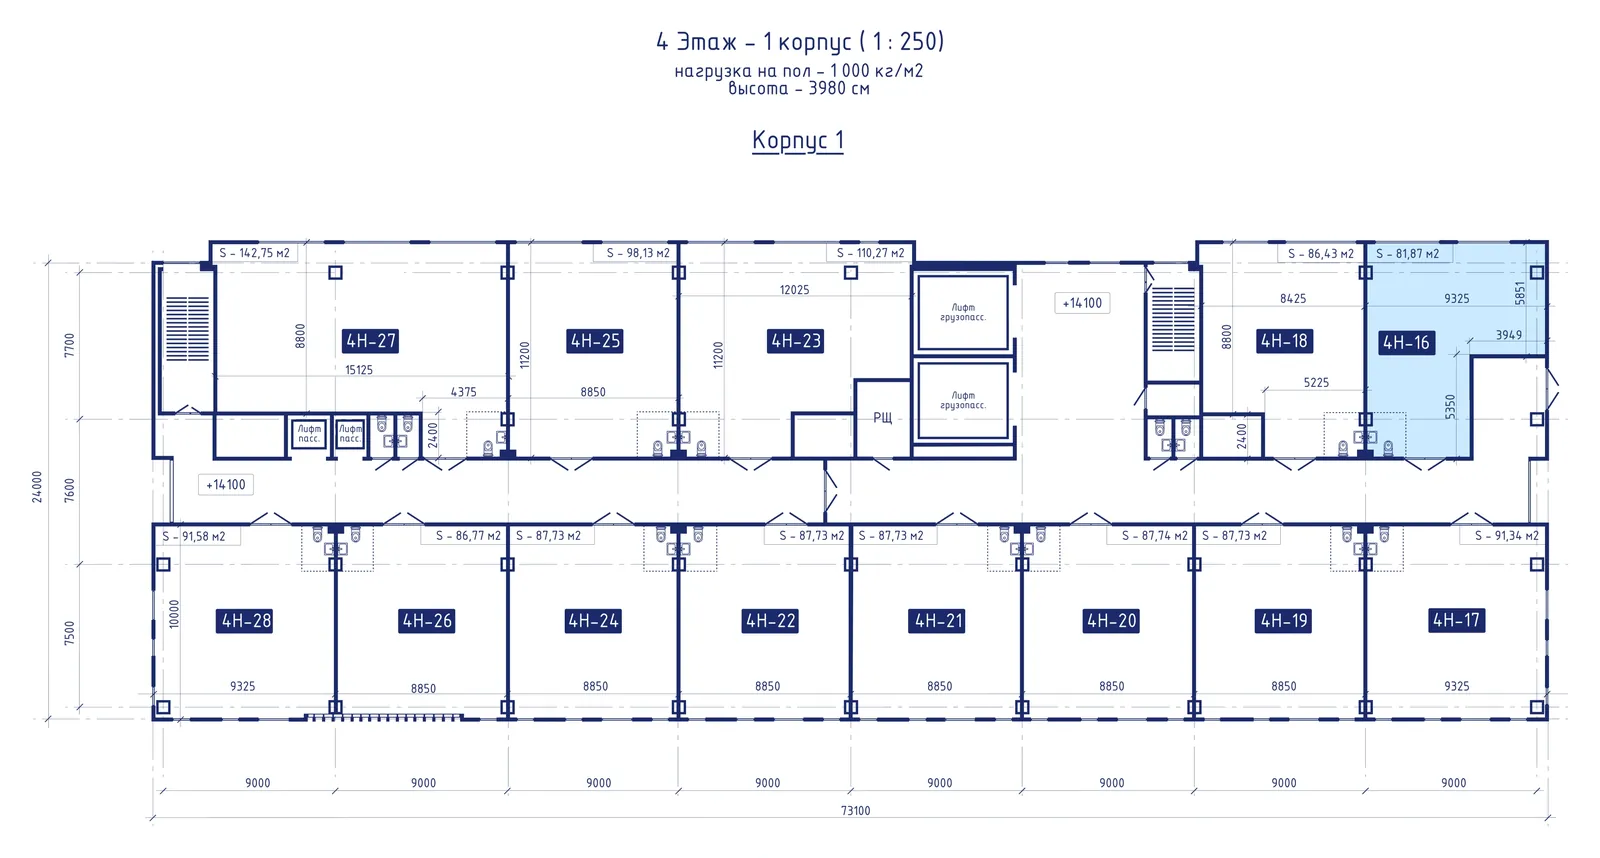 4 Этаж - 1 корпус ( 1 : 250)
нагрузка на пол - 1 000 кг/м2
высота - 3980 см
Корпус 1
S - 142,75 м2
S - 98,13 м2
S - 110,27 м2
S - 86,43 м2
S - 81,87 м2
12025
Лифт
грузопасс.
+14100
8425
9325
5851
7700
8800
4Н-27
11200
4Н-25
11200
4Н-23
8800
4Н-18
4Н-16
3949
15125
4375
8850
5225
5350
Лифт
грузопасс.
РЩ
Лифт
пасс.
Лифт
пасс.
2400
2400
24000
7600
+14100
S - 91,58 м2
S - 86,77 м2
S - 87,73 м2
S - 87,73 м2
S - 87,73 м2
S - 87,74 м2
S - 87,73 м2
S - 91,34 м2
7500
10000
4Н-28
4Н-26
4Н-24
4Н-22
4Н-21
4Н-20
4Н-19
4Н-17
9325
8850
8850
8850
8850
8850
8850
9325
9000
9000
9000
9000
9000
9000
9000
9000
73100